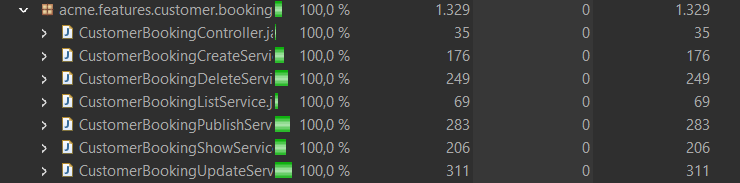 acme.features.customer.booking 100,0 % 1.329 0 1.329
CustomerBookingController.ja 100,0 % 35 0 35
CustomerBookingCreateServi 100,0 % 176 0 176
CustomerBookingDeleteServi 100,0 % 249 0 249
CustomerBookingListService.j 100,0 % 69 0 69
CustomerBookingPublishServ 100,0 % 283 0 283
CustomerBookingShowServic 100,0 % 206 0 206
CustomerBookingUpdateServ 100,0 % 311 0 311